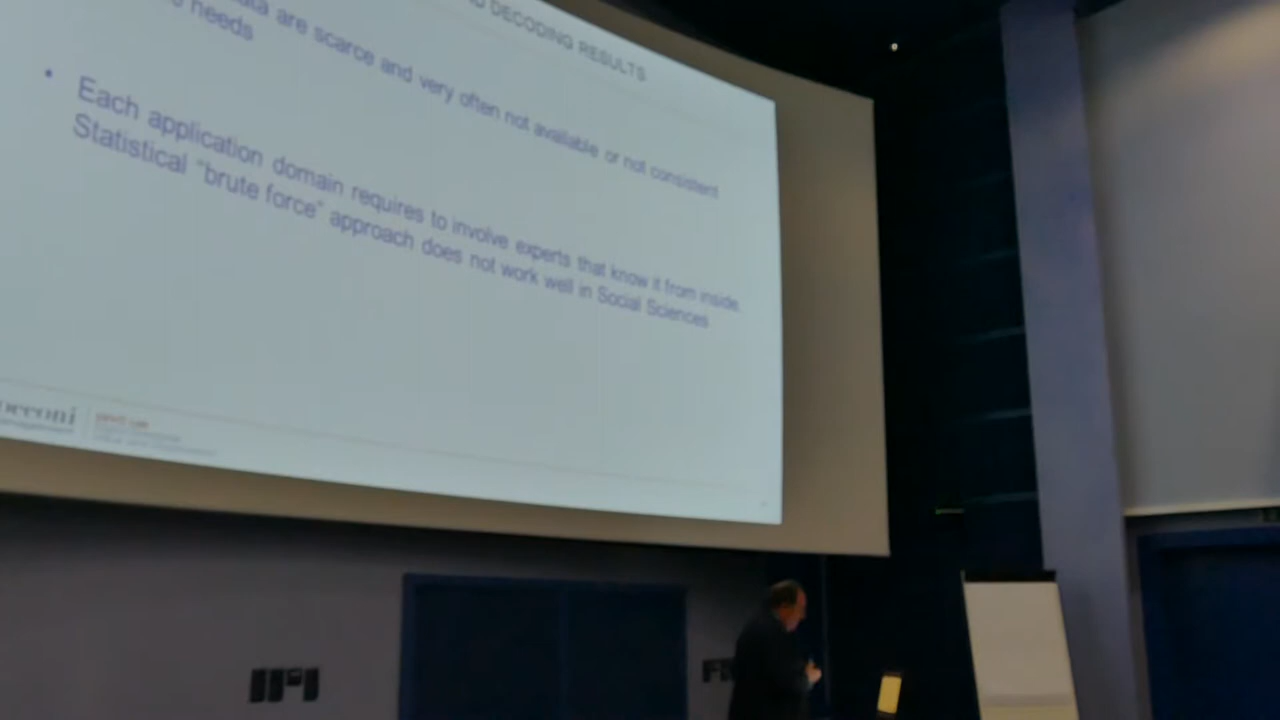 DECODING RESULTS
are scarce and very often not available or not consistent
needs
• Each application domain requires to involve experts that know it from inside.
Statistical "brute force" approach does not work well in Social Sciences